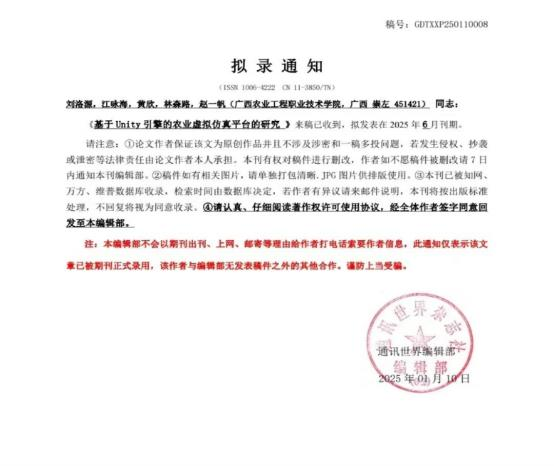 稿号：GDTXXP250110008
拟 录 通 知
（ISSN 1006-4222  CN 11-3850/TN）
刘洛源，江咏海，黄欣，林森路，赵一帆（广西农业工程职业技术学院，广西 崇左 451421）同志：
《基于Unity引擎的农业虚拟仿真平台的研究 》来稿已收到，拟发表在 2025 年 6 月刊期。
请注意：①论文作者保证该文为原创作品并且不涉及涉密和一稿多投问题，若发生侵权、抄袭
或泄密等法律责任由论文作者本人承担。本刊有权对稿件进行删改，作者如不愿稿件被删改请 7 日
内通知本刊编辑部。②稿件如有相关图片，请单独打包清晰.JPG 图片供排版使用。③本刊已被知网、
万方、维普数据库收录，检索时间由数据库决定，若作者有异议请来邮件说明，本刊将按出版标准
处理，不回复将视为同意收录。④请认真、仔细阅读著作权许可使用协议，经全体作者签字同意回
发至本编辑部。
注：本编辑部不会以期刊出刊、上网、邮寄等理由给作者打电话索要作者信息，此通知仅表示该文
章已被期刊正式录用，该作者与编辑部无发表稿件之外的其他合作。谨防上当受骗。
通讯世界杂志社
通讯世界编辑部
编辑部
2025 年 01 月 10 日